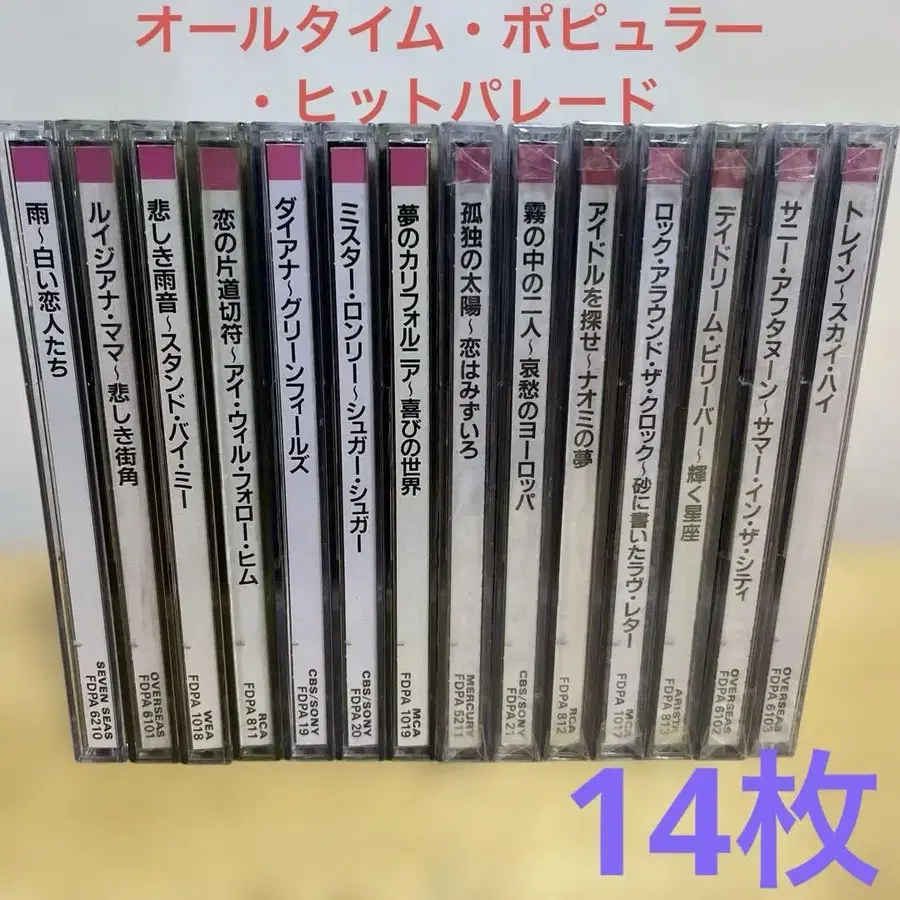 オールタイム・ポピュラー
・ヒットパレード
雨~白い恋人たち
SEVEN SEAS
FDPA 6210
ルイジアナ・ママ~悲しき街角
OVERSEAS
FDPA 6101
悲しき雨音~スタンド・バイ・ミー
WEA
FDPA 1018
恋の片道切符~アイ・ウィル・フォロー・ヒム
RCA
FDPA 811
ダイアナ~グリーンフィールズ
CBS/SONY
FDPA 19
ミスター・ロンリー~シュガー・シュガー
CBS/SONY
FDPA 20
夢のカリフォルニア~喜びの世界
MCA
FDPA 1019
孤独の太陽~恋はみずいろ
MERCURY
FDPA 5211
霧の中の二人~哀愁のヨーロッパ
CBS/SONY
FDPA 21
アイドルを探せ~ナオミの夢
RCA
FDPA 812
ロック・アラウンド・ザ・クロック~砂に書いたラヴ・レター
MCA
FDPA 1017
デイドリーム・ビリーバー~輝く星座
ARISTA
FDPA 813
サニー・アフタヌーン~サマー・イン・ザ・シティ
OVERSEAS
FDPA 6102
トレイン~スカイ・ハイ
OVERSEAS
FDPA 6103
14枚